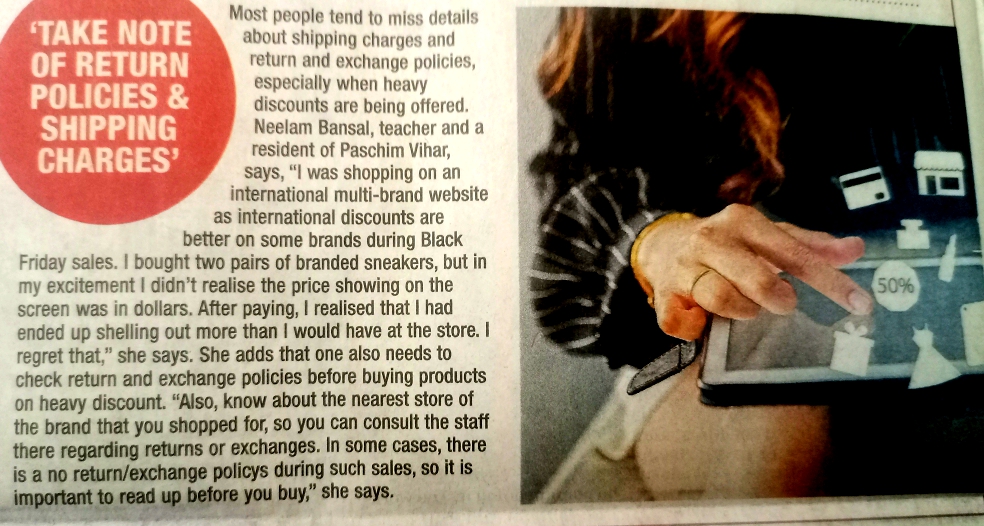 ‘TAKE NOTE
OF RETURN
POLICIES &
SHIPPING
CHARGES’
Most people tend to miss details
about shipping charges and
return and exchange policies,
especially when heavy
discounts are being offered.
Neelam Bansal, teacher and a
resident of Paschim Vihar,
says, “I was shopping on an
international multi-brand website
as international discounts are
better on some brands during Black
Friday sales. I bought two pairs of branded sneakers, but in
my excitement I didn’t realise the price showing on the
screen was in dollars. After paying, I realised that I had
ended up shelling out more than I would have at the store. I
regret that,” she says. She adds that one also needs to
check return and exchange policies before buying products
on heavy discount. “Also, know about the nearest store of
the brand that you shopped for, so you can consult the staff
there regarding returns or exchanges. In some cases, there
is a no return/exchange policys during such sales, so it is
important to read up before you buy,” she says.
50%